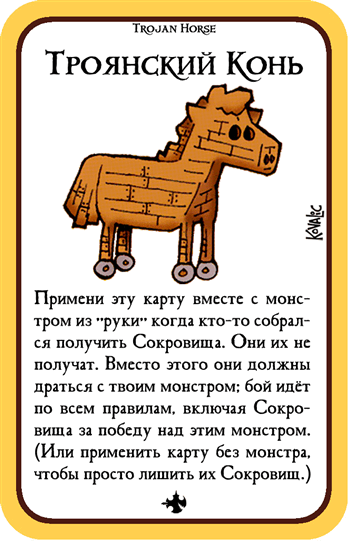 Trojan Horse
Троянский Конь
Kovalic
Примени эту карту вместе с монс-
тром из "руки" когда кто-то собрал-
ся получить Сокровища. Они их не
получат. Вместо этого они должны
драться с твоим монстром; бой идёт
по всем правилам, включая Сокро-
вища за победу над этим монстром.
(Или применить карту без монстра,
чтобы просто лишить их Сокровищ.)